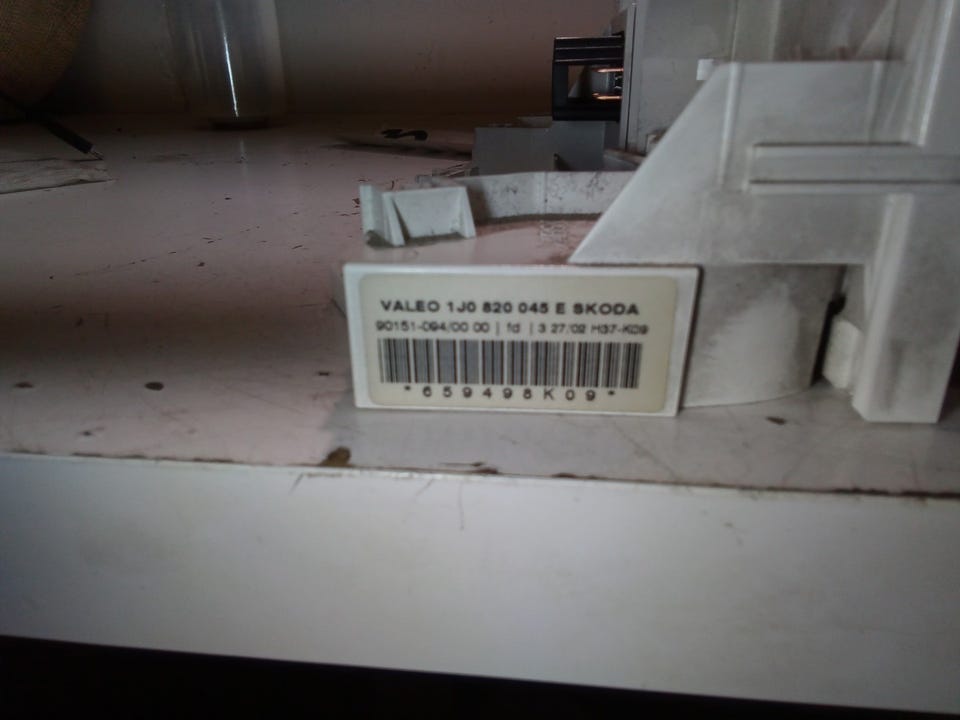 VALEO 1J0 820 045 E SKODA
90151-094/00 00 | fd | 3 27/02 H37-K09
*659498K09*